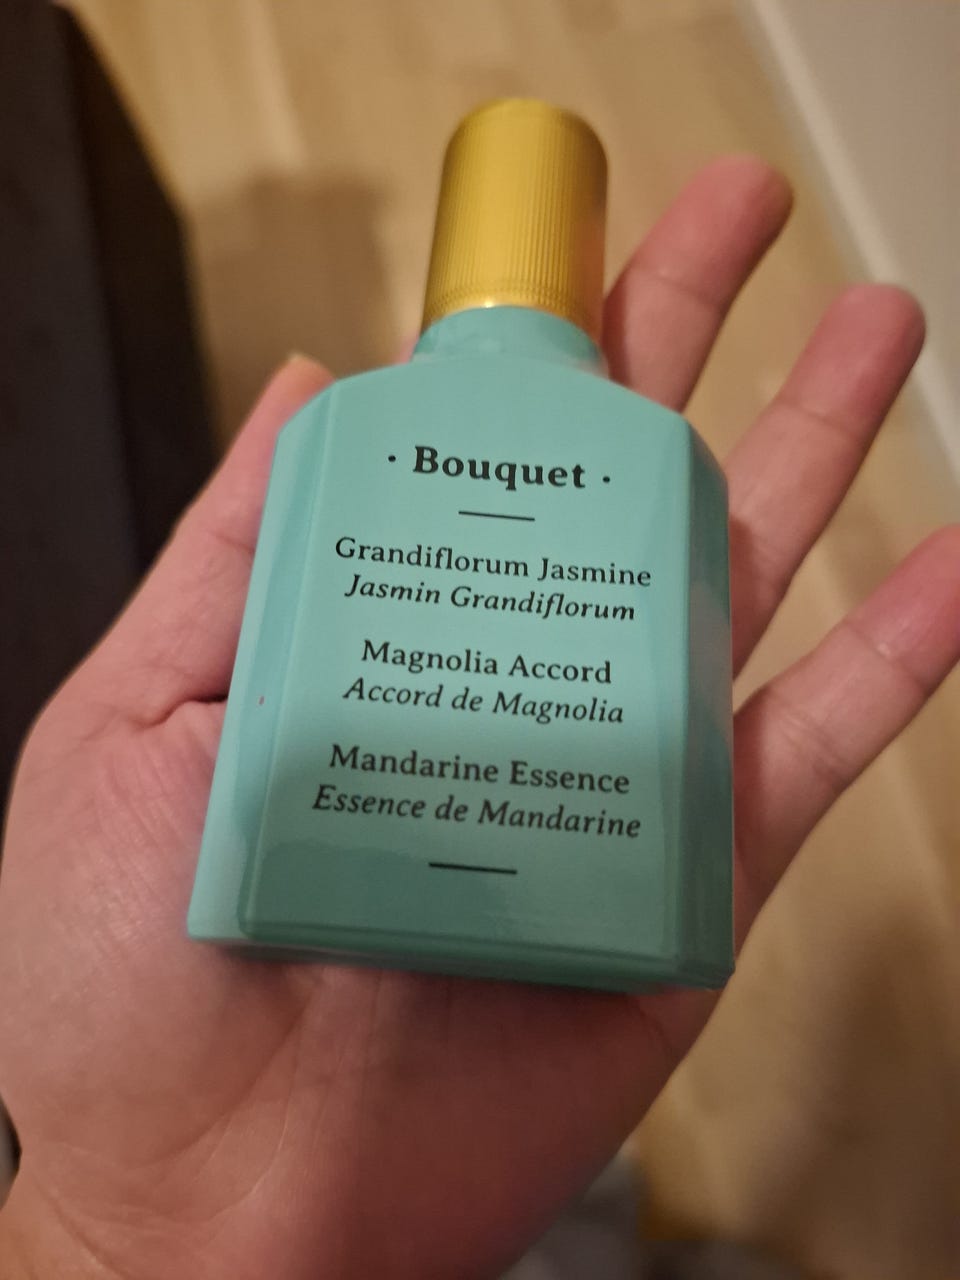 · Bouquet ·
Grandiflorum Jasmine
Jasmin Grandiflorum
Magnolia Accord
Accord de Magnolia
Mandarine Essence
Essence de Mandarine